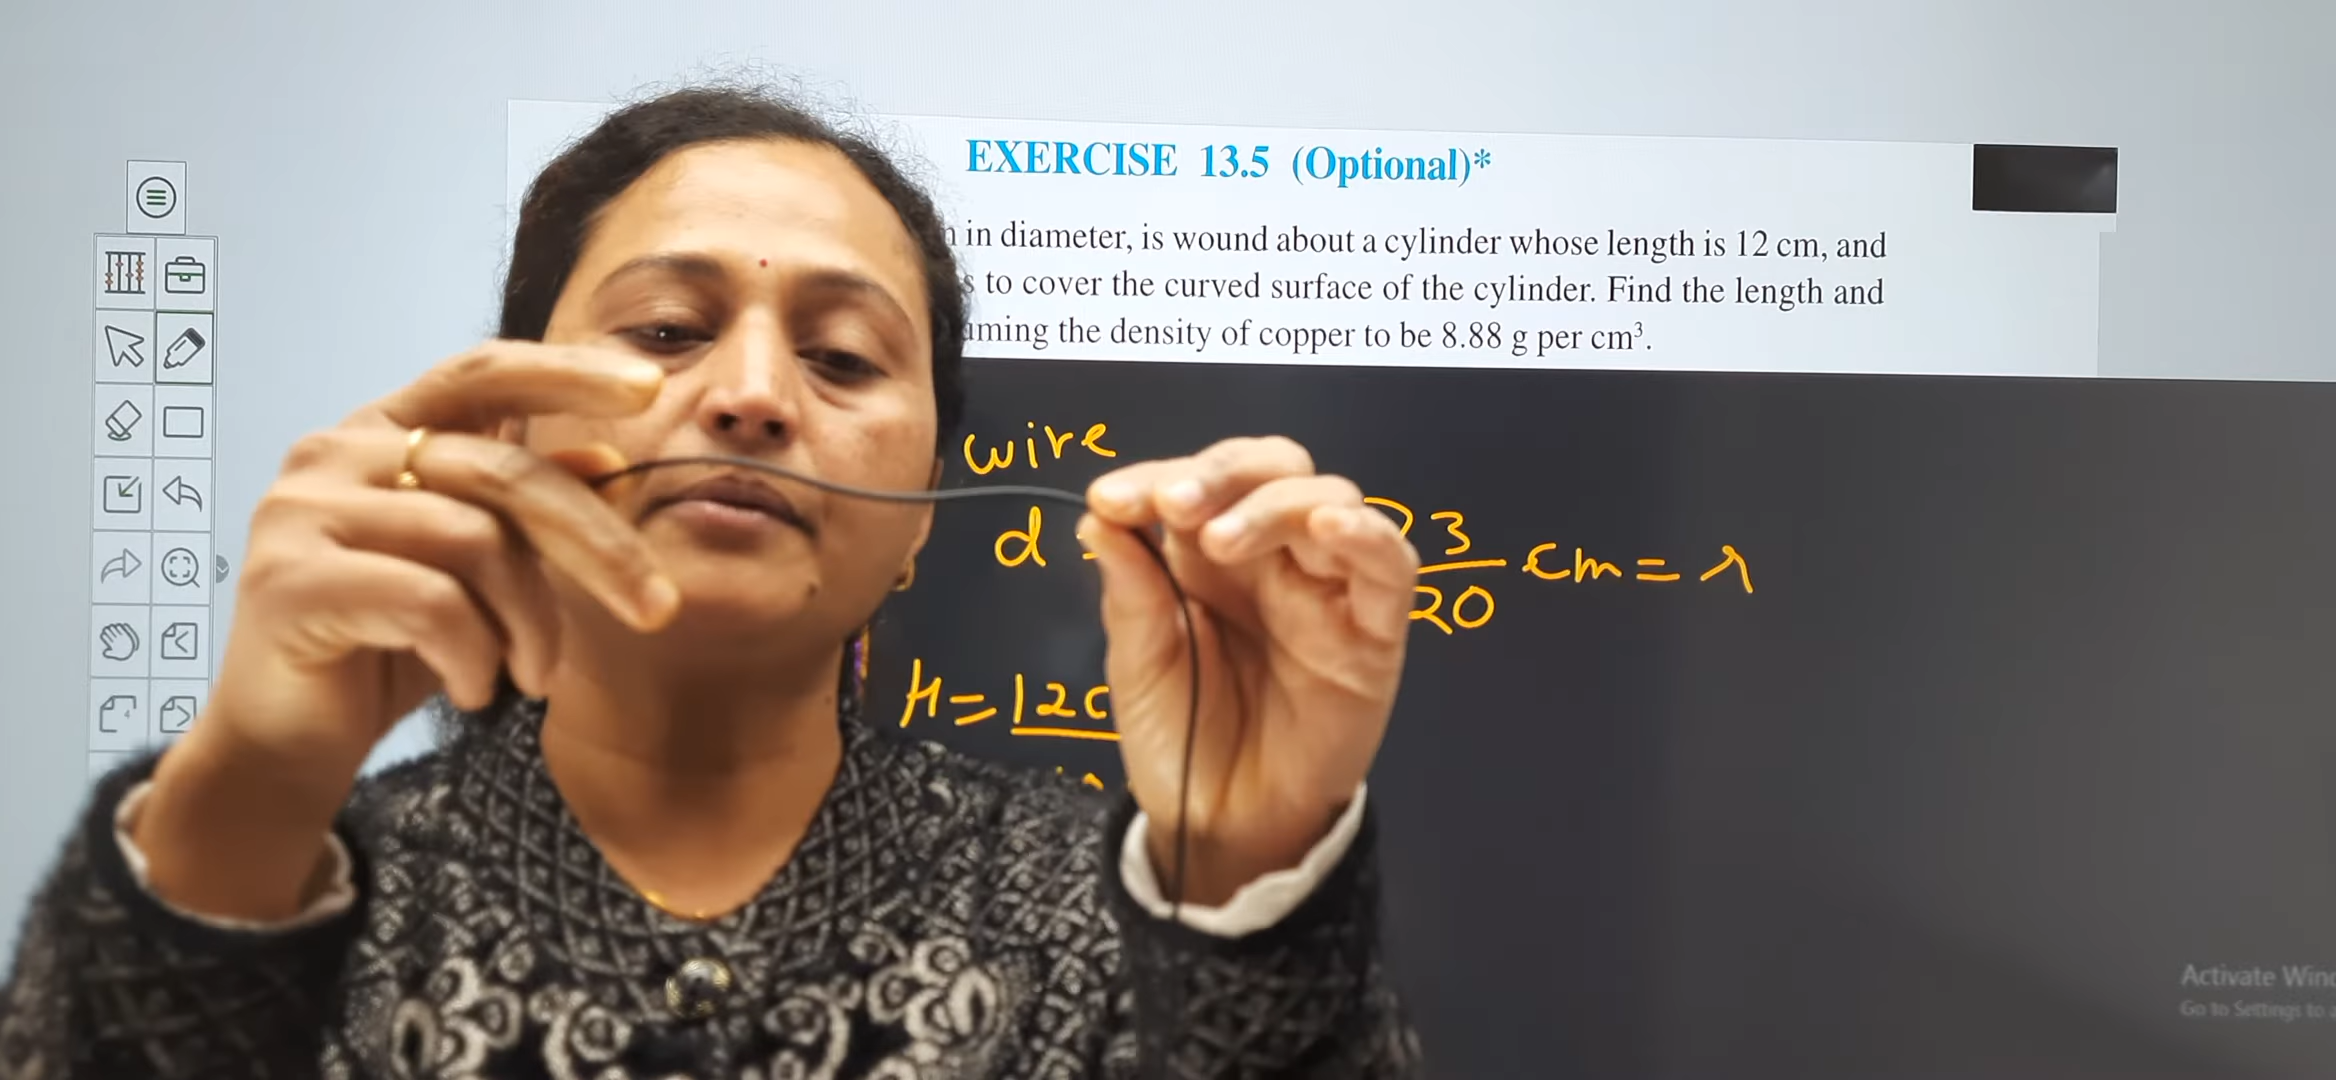 EXERCISE 13.5 (Optional)*
in diameter, is wound about a cylinder whose length is 12 cm, and
to cover the curved surface of the cylinder. Find the length and
the density of copper to be 8.88 g per cm³.
wire
d
3
20
cm =
H = 12
Activate
Go to Settings to